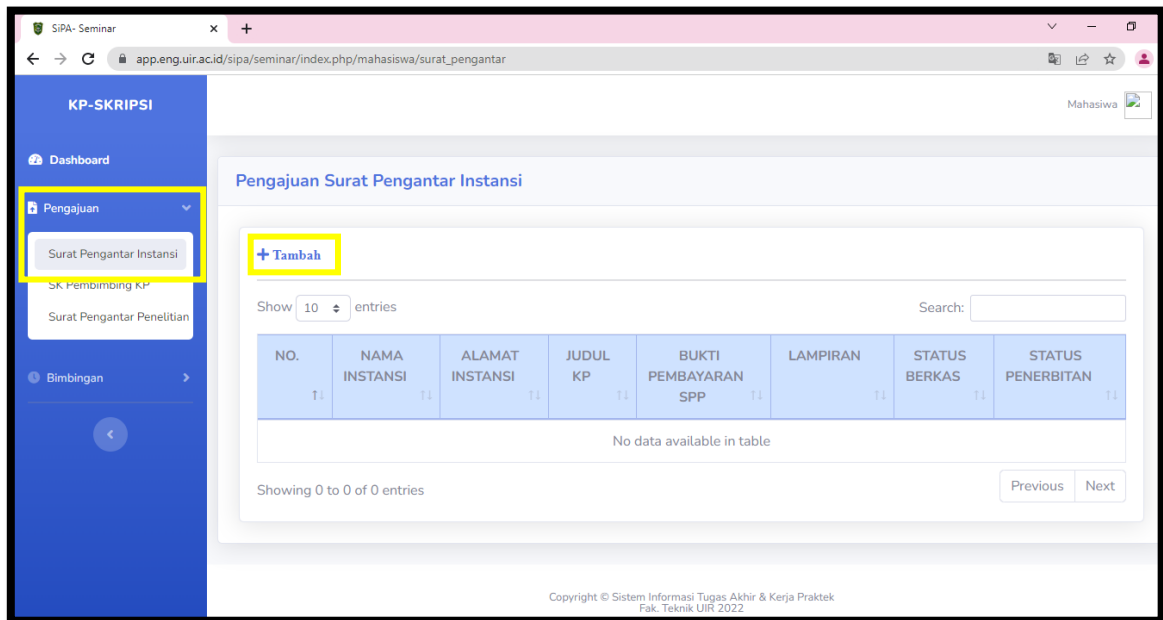 SiPA- Seminar
app.eng.uir.ac.id/sipa/seminar/index.php/mahasiswa/surat_pengantar
KP-SKRIPSI
Mahasiwa
Dashboard
Pengajuan
Surat Pengantar Instansi
SK Pembimbing KP
Surat Pengantar Penelitian
Bimbingan
Pengajuan Surat Pengantar Instansi
Tambah
Show 10 entries
Search:
NO. NAMA ALAMAT JUDUL BUKTI LAMPIRAN STATUS STATUS
INSTANSI INSTANSI KP PEMBAYARAN BERKAS PENERBITAN
SPP
No data available in table
Showing 0 to 0 of 0 entries
Previous Next
Copyright © Sistem Informasi Tugas Akhir & Kerja Praktek
Fak. Teknik UIR 2022